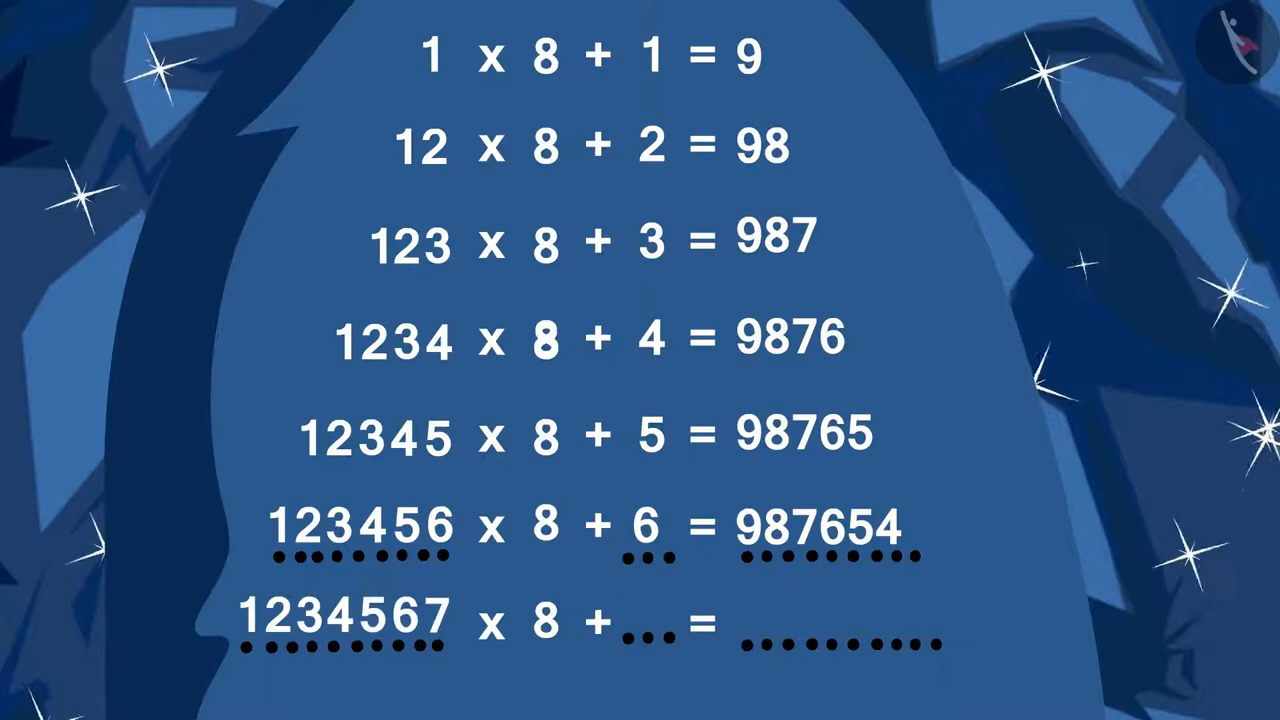 1 x 8 + 1 = 9
12 x 8 + 2 = 98
123 x 8 + 3 = 987
1234 x 8 + 4 = 9876
12345 x 8 + 5 = 98765
123456 x 8 + 6 = 987654
1234567 x 8 + ... = .........